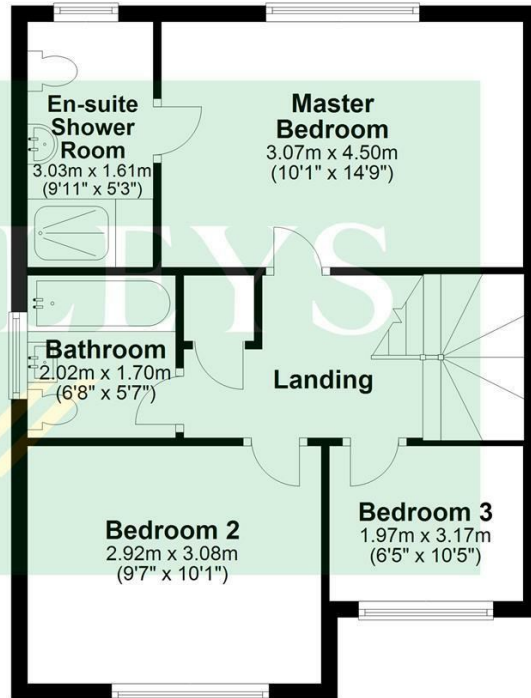 En-suite
Shower
Room
3.03m x 1.61m
(9'11" x 5'3")
Master
Bedroom
3.07m x 4.50m
(10'1" x 14'9")
LEYS
Bathroom
2.02m x 1.70m
(6'8" x 5'7")
Landing
Bedroom 2
2.92m x 3.08m
(9'7" x 10'1")
Bedroom 3
1.97m x 3.17m
(6'5" x 10'5")